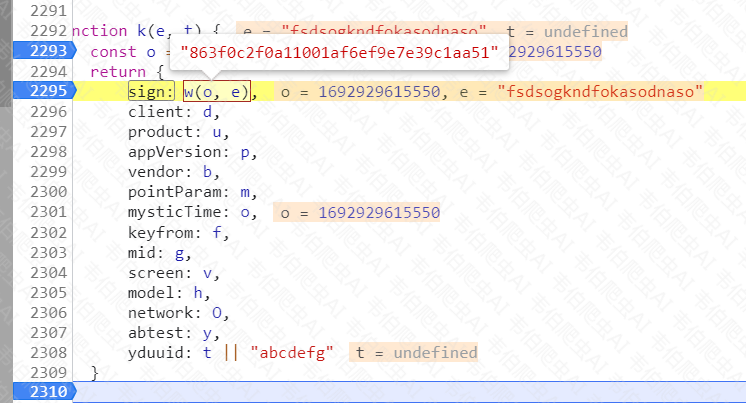 2291
2292 nction k(e, t) { e = "fsdsogkndfokasodnaso" t = undefined
2293 const o = 2929615550
"863f0c2f0a11001af6ef9e7e39c1aa51"
2294 return {
2295 sign: w(o, e), o = 1692929615550, e = "fsdsogkndfokasodnaso"
2296 client: d,
2297 product: u,
2298 appVersion: p,
2299 vendor: b,
2300 pointParam: m,
2301 mysticTime: o, o = 1692929615550
2302 keyfrom: f,
2303 mid: g,
2304 screen: v,
2305 model: h,
2306 network: O,
2307 abtest: y,
2308 yduuid: t || "abcdefg" t = undefined
2309 }
2310